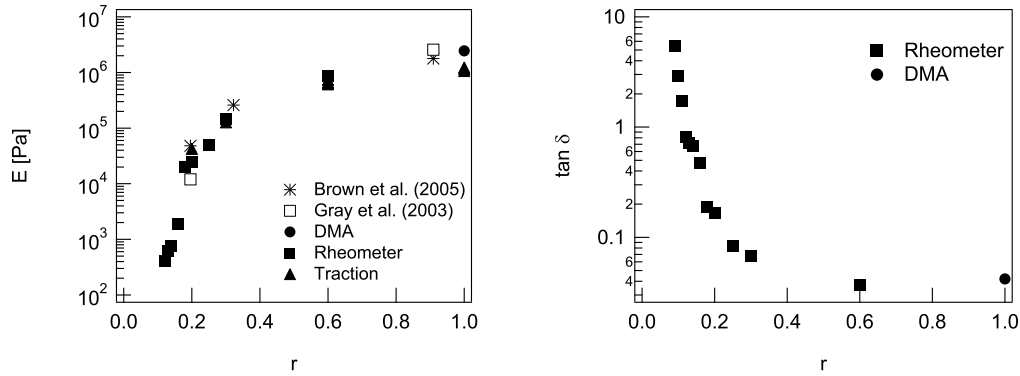 E [Pa]
10^7
10^6
10^5
10^4
10^3
10^2
Brown et al. (2005)
Gray et al. (2003)
DMA
Rheometer
Traction
0.0 0.2 0.4 0.6 0.8 1.0
r
tan δ
10
6
4
2
1
6
4
2
0.1
6
4
Rheometer
DMA
0.0 0.2 0.4 0.6 0.8 1.0
r